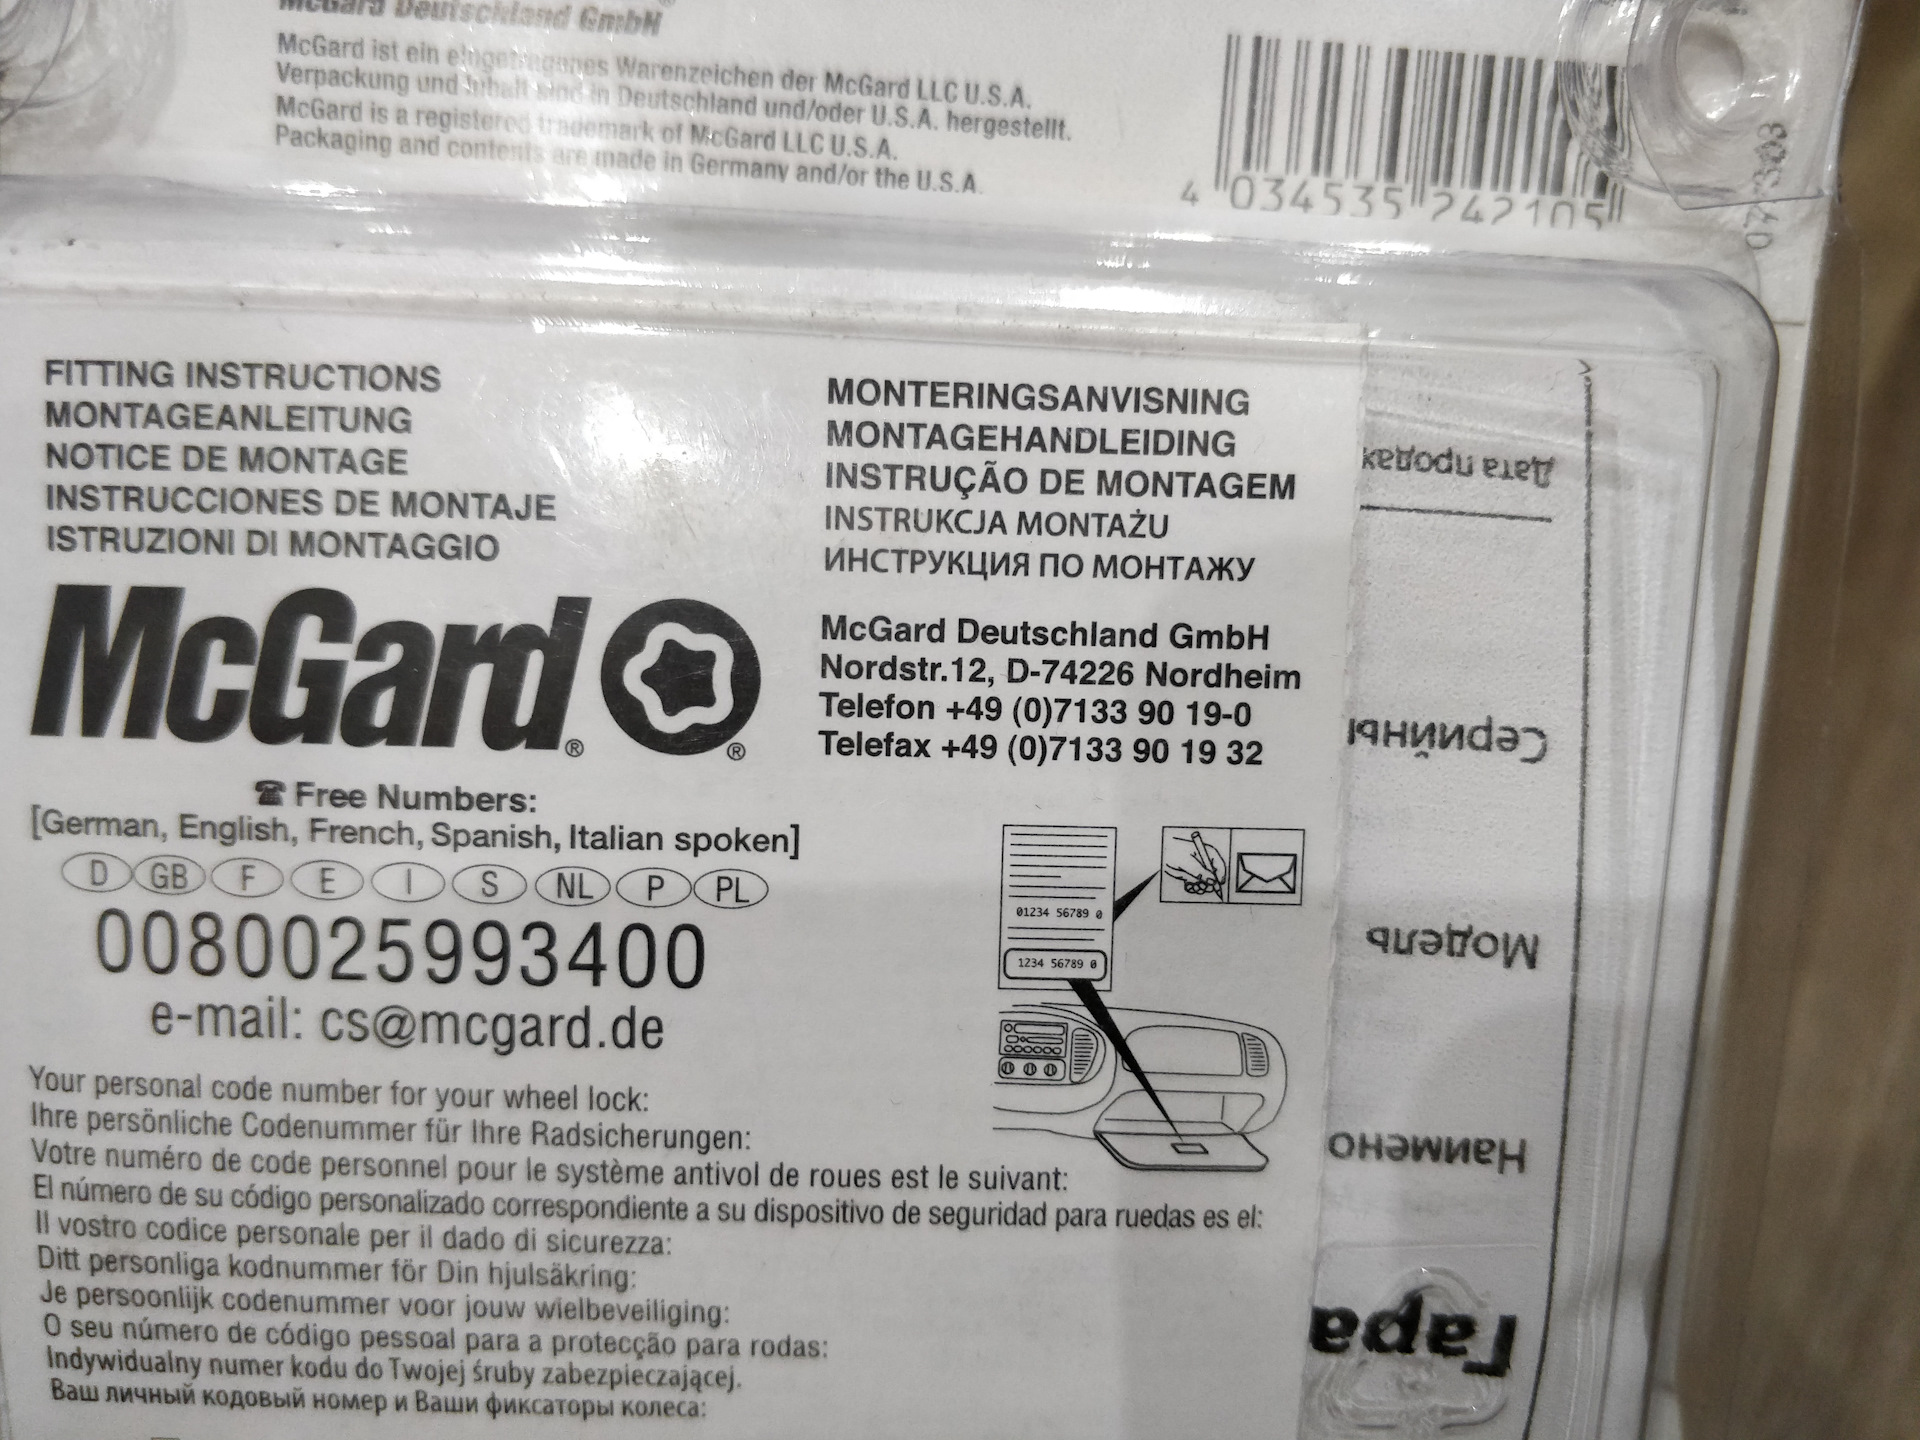 McGard Deutschland GmbH
McGard ist ein eingetragenes Warenzeichen der McGard LLC U.S.A.
Verpackung und Inhalt sind in Deutschland und/oder U.S.A. hergestellt.
McGard is a registered trademark of McGard LLC U.S.A.
Packaging and contents are made in Germany and/or the U.S.A.
4 034535 242105
FITTING INSTRUCTIONS
MONTAGEANLEITUNG
NOTICE DE MONTAGE
INSTRUCCIONES DE MONTAJE
ISTRUZIONI DI MONTAGGIO
MONTERINGSANVISNING
MONTAGEHANDLEIDING
INSTRUÇÃO DE MONTAGEM
INSTRUKCJA MONTAŻU
ИНСТРУКЦИЯ ПО МОНТАЖУ
McGard® ®
McGard Deutschland GmbH
Nordstr.12, D-74226 Nordheim
Telefon +49 (0)7133 90 19-0
Telefax +49 (0)7133 90 19 32
☎ Free Numbers:
[German, English, French, Spanish, Italian spoken]
D GB F E I S NL P PL
0080025993400
e-mail: cs@mcgard.de
01234 56789 0
1234 56789 0
Your personal code number for your wheel lock:
Ihre persönliche Codenummer für Ihre Radsicherungen:
Votre numéro de code personnel pour le système antivol de roues est le suivant:
El número de su código personalizado correspondiente a su dispositivo de seguridad para ruedas es el:
Il vostro codice personale per il dado di sicurezza:
Ditt personliga kodnummer för Din hjulsäkring:
Je persoonlijk codenummer voor jouw wielbeveiliging:
O seu número de código pessoal para a protecção para rodas:
Indywidualny numer kodu do Twojej śruby zabezpieczającej.
Ваш личный кодовый номер и Ваши фиксаторы колеса:
Гара
Наимено
Модель
Серийны
Дата продаж